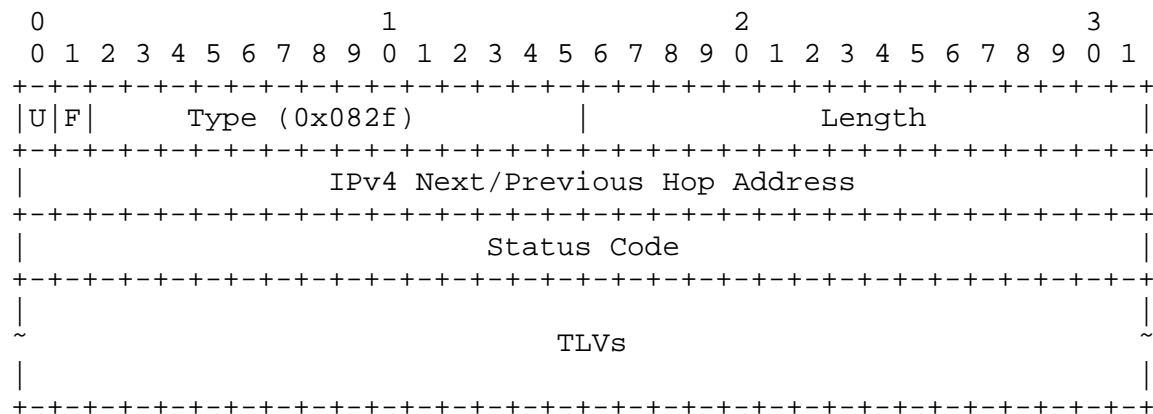 0                   1                   2                   3
 0 1 2 3 4 5 6 7 8 9 0 1 2 3 4 5 6 7 8 9 0 1 2 3 4 5 6 7 8 9 0 1
+-+-+-+-+-+-+-+-+-+-+-+-+-+-+-+-+-+-+-+-+-+-+-+-+-+-+-+-+-+-+-+-+
|U|F|     Type (0x082f)         |             Length            |
+-+-+-+-+-+-+-+-+-+-+-+-+-+-+-+-+-+-+-+-+-+-+-+-+-+-+-+-+-+-+-+-+
|                 IPv4 Next/Previous Hop Address                |
+-+-+-+-+-+-+-+-+-+-+-+-+-+-+-+-+-+-+-+-+-+-+-+-+-+-+-+-+-+-+-+-+
|                          Status Code                          |
+-+-+-+-+-+-+-+-+-+-+-+-+-+-+-+-+-+-+-+-+-+-+-+-+-+-+-+-+-+-+-+-+
|                                                               |
~                              TLVs                             ~
|                                                               |
+-+-+-+-+-+-+-+-+-+-+-+-+-+-+-+-+-+-+-+-+-+-+-+-+-+-+-+-+-+-+-+-+